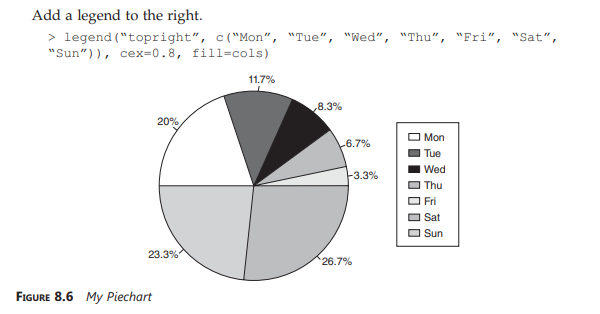 Add a legend to the right.
> legend(“topright”, c(“Mon”, “Tue”, “Wed”, “Thu”, “Fri”, “Sat”,
“Sun”)), cex=0.8, fill=cols)
11.7%
8.3%
20%
6.7%
3.3%
Mon
Tue
Wed
Thu
Fri
Sat
Sun
23.3%
26.7%
FIGURE 8.6 My Piechart